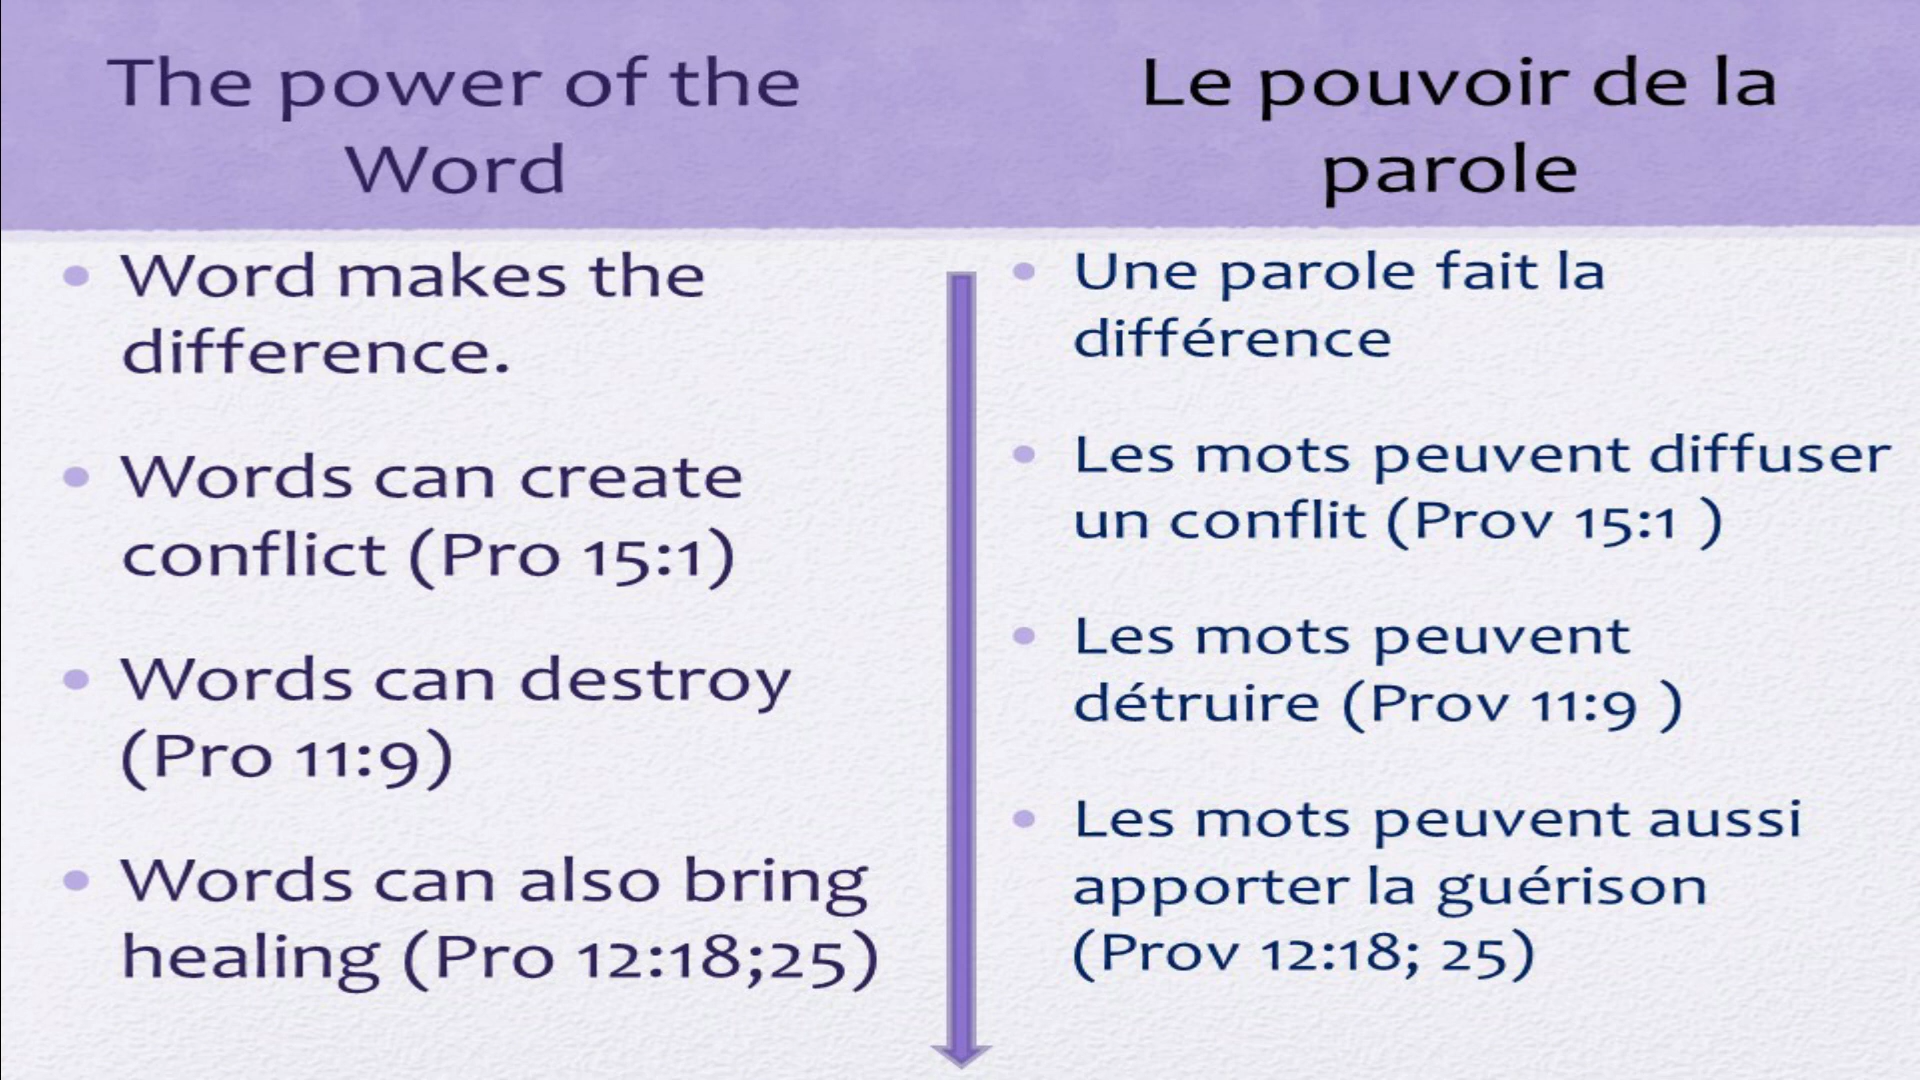 The power of the
Word
• Word makes the
difference.
• Words can create
conflict (Pro 15:1)
• Words can destroy
(Pro 11:9)
• Words can also bring
healing (Pro 12:18;25)
Le pouvoir de la
parole
• Une parole fait la
différence
• Les mots peuvent diffuser
un conflit (Prov 15:1 )
• Les mots peuvent
détruire (Prov 11:9 )
• Les mots peuvent aussi
apporter la guérison
(Prov 12:18; 25)